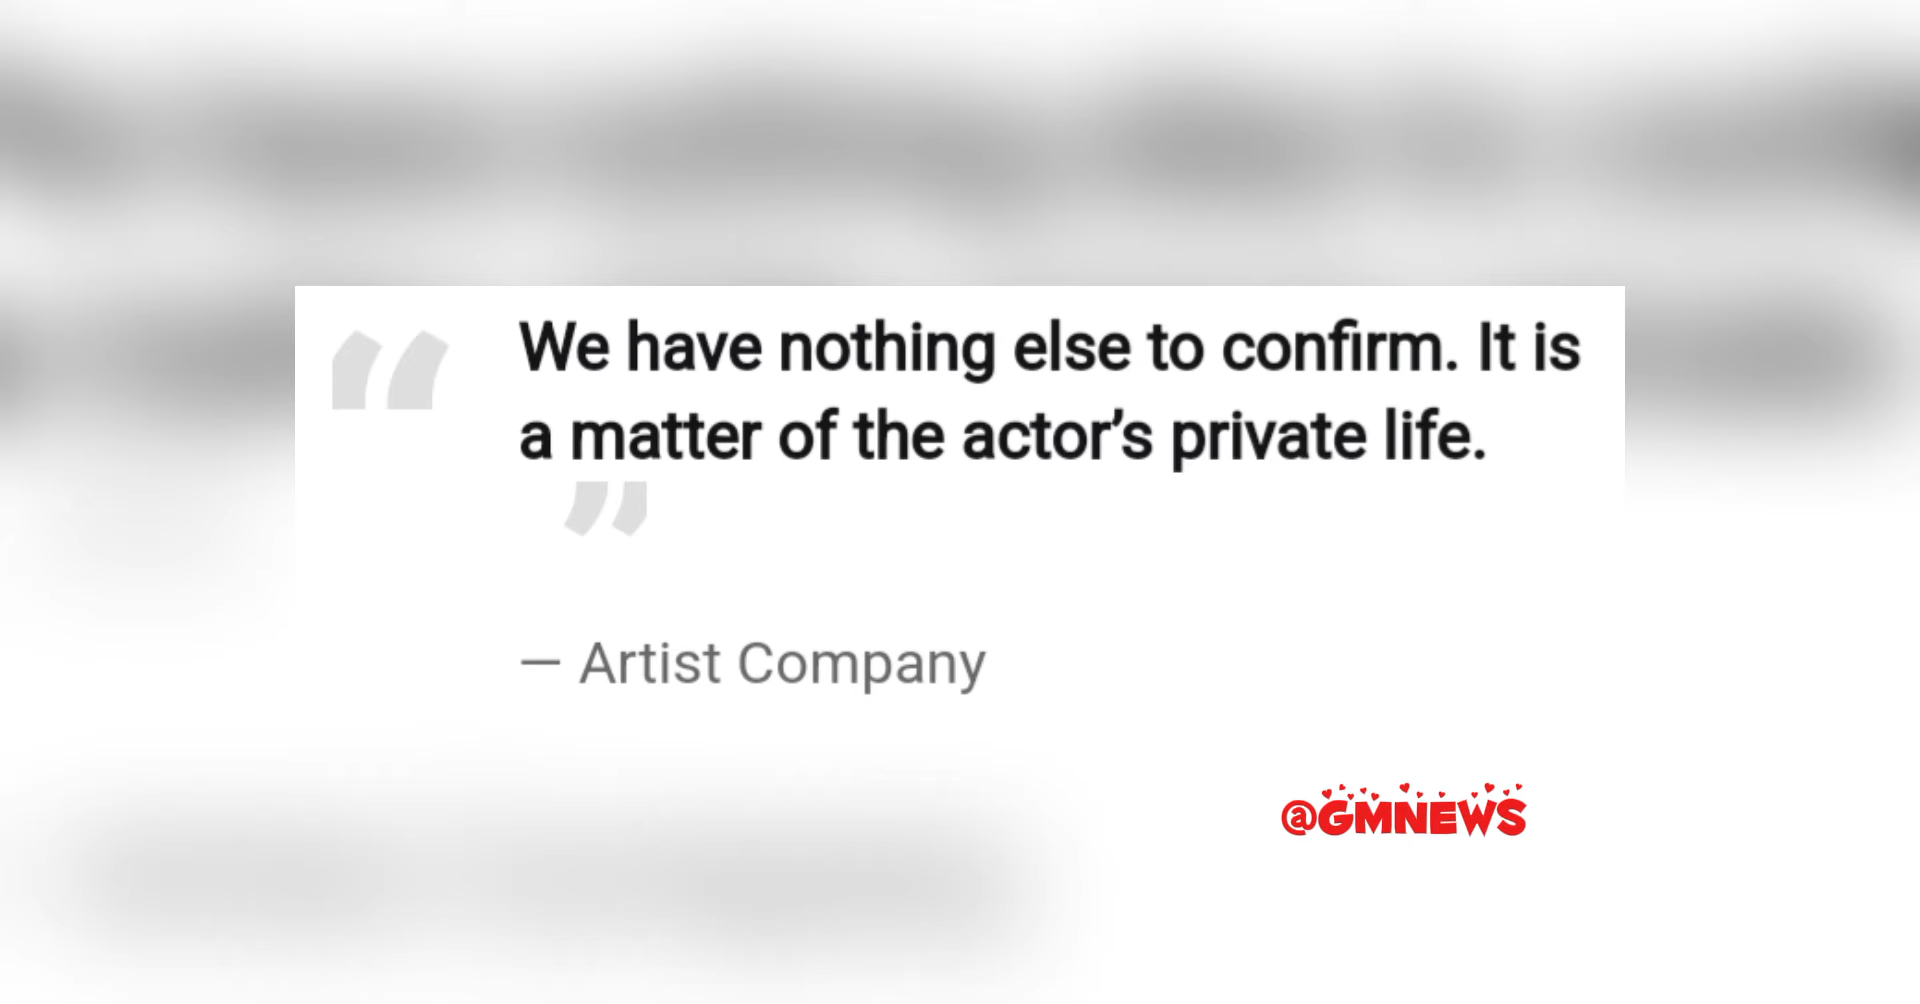 “
We have nothing else to confirm. It is
a matter of the actor’s private life.
”
— Artist Company
@GMNEWS